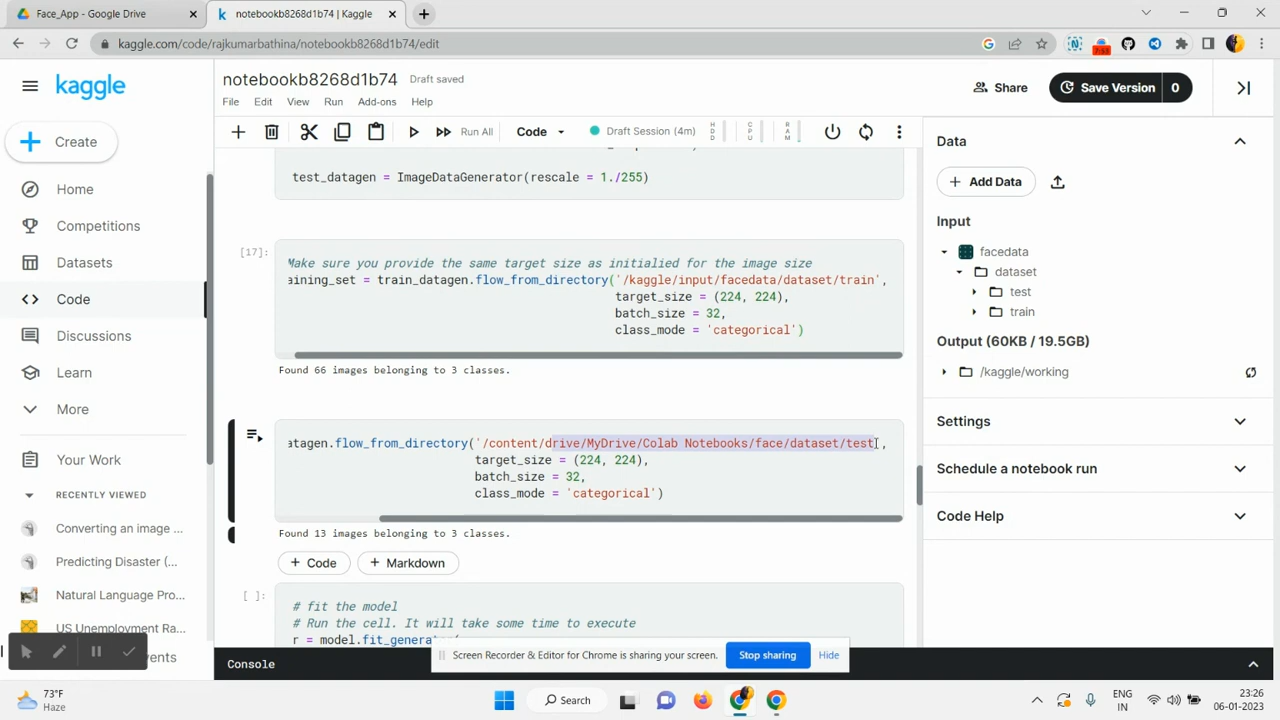 Face_App - Google Drive
notebookb8268d1b74 | Kaggle
kaggle.com/code/rajkumarbathina/notebookb8268d1b74/edit
7:53
kaggle
notebookb8268d1b74
Draft saved
File Edit View Run Add-ons Help
Share
Save Version 0
Run All
Code
Draft Session (4m)
HDD
CPU
RAM
Create
Home
Competitions
Datasets
Code
Discussions
Learn
More
Your Work
RECENTLY VIEWED
Converting an image ...
Predicting Disaster (...
Natural Language Pro...
US Unemployment Ra...
test_datagen = ImageDataGenerator(rescale = 1./255)
[17]:
Make sure you provide the same target size as initialied for the image size
aining_set = train_datagen.flow_from_directory('/kaggle/input/facedata/dataset/train',
target_size = (224, 224),
batch_size = 32,
class_mode = 'categorical')
Found 66 images belonging to 3 classes.
atagen.flow_from_directory('/content/drive/MyDrive/Colab Notebooks/face/dataset/test',
target_size = (224, 224),
batch_size = 32,
class_mode = 'categorical')
Found 13 images belonging to 3 classes.
+ Code
+ Markdown
[ ]:
# fit the model
# Run the cell. It will take some time to execute
r = model.fit_generator(
Data
+ Add Data
Input
facedata
dataset
test
train
Output (60KB / 19.5GB)
/kaggle/working
Settings
Schedule a notebook run
Code Help
Console
Screen Recorder & Editor for Chrome is sharing your screen.
Stop sharing
Hide
73°F
Haze
Search
ENG
IN
23:26
06-01-2023